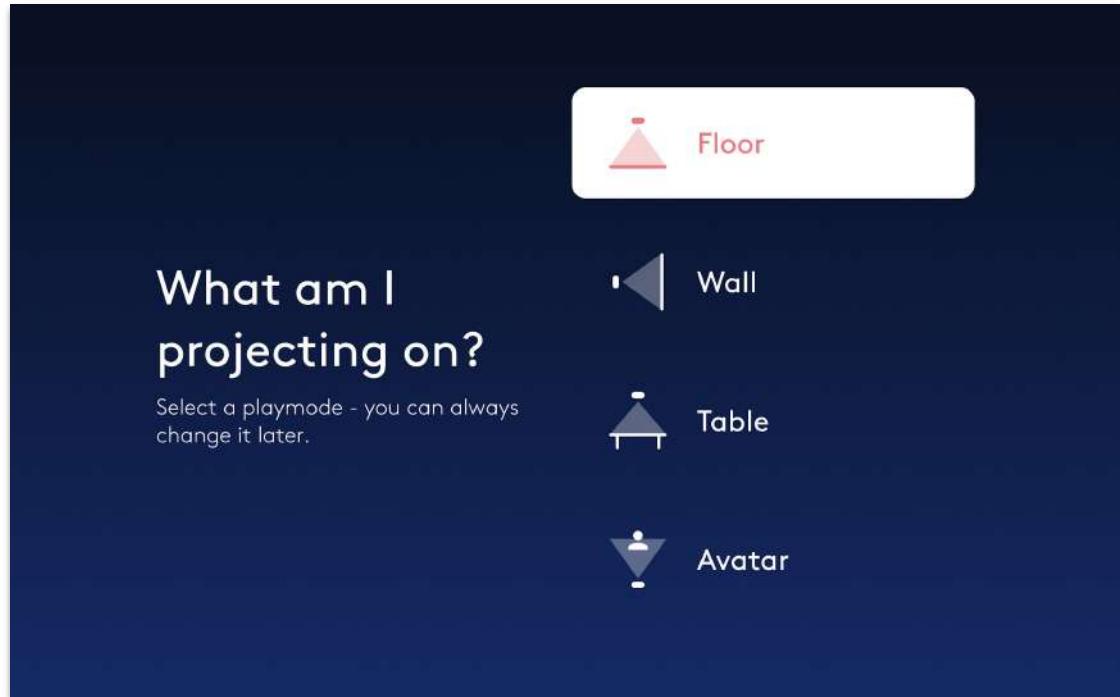 What am I
projecting on?
Select a playmode - you can always
change it later.
Floor
Wall
Table
Avatar